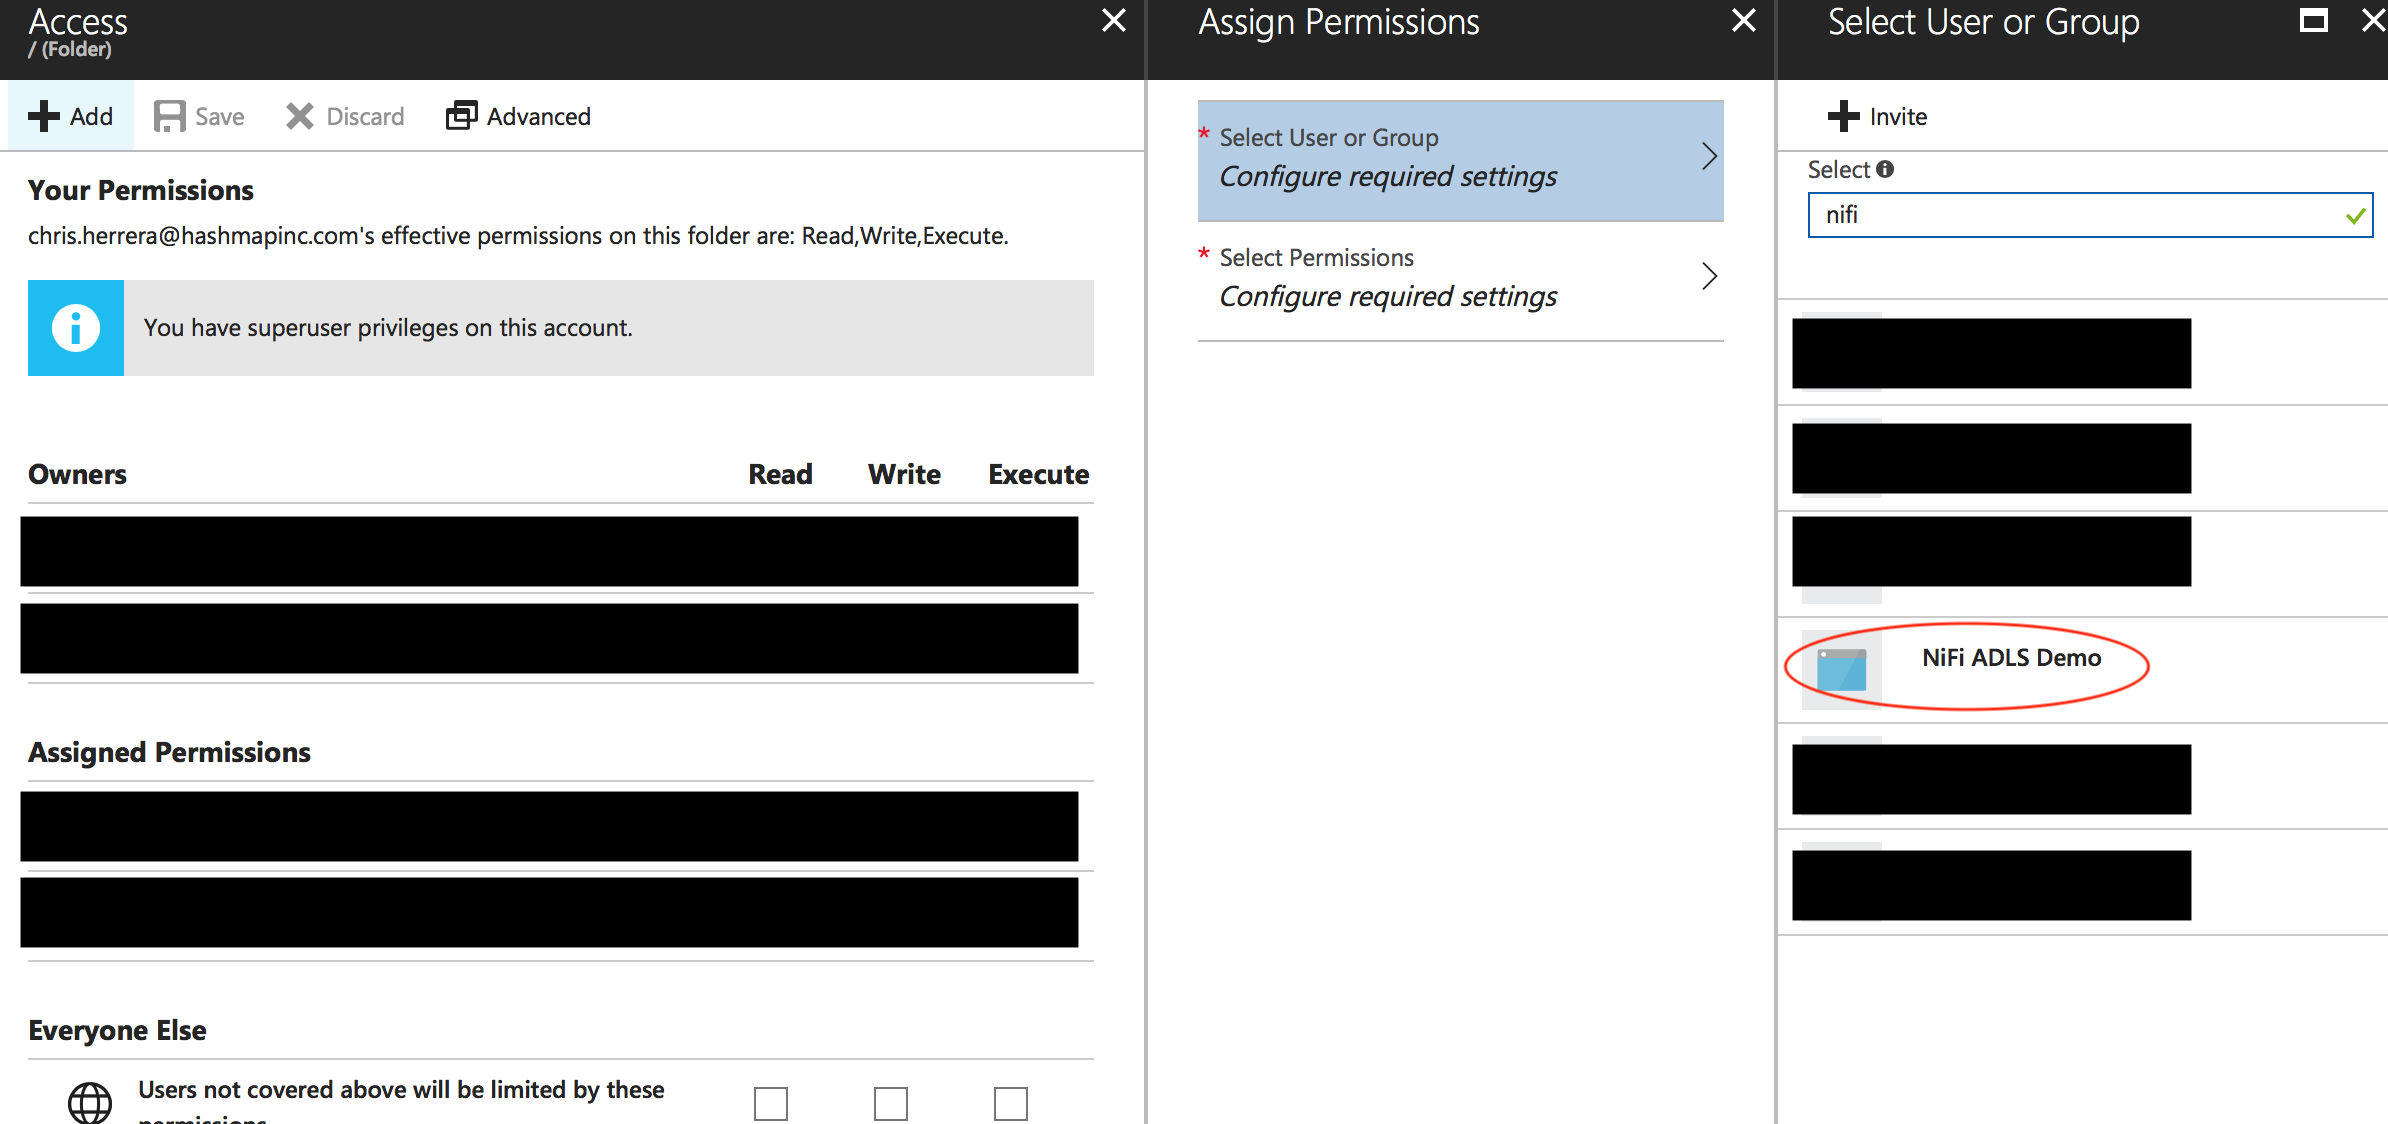 Access
/ (Folder)
Add
Save
Discard
Advanced
Your Permissions
chris.herrera@hashmapinc.com's effective permissions on this folder are: Read,Write,Execute.
You have superuser privileges on this account.
Owners Read Write Execute
Assigned Permissions
Everyone Else
Users not covered above will be limited by these
permissions
Assign Permissions
* Select User or Group
Configure required settings
* Select Permissions
Configure required settings
Select User or Group
Invite
Select
nifi
NiFi ADLS Demo